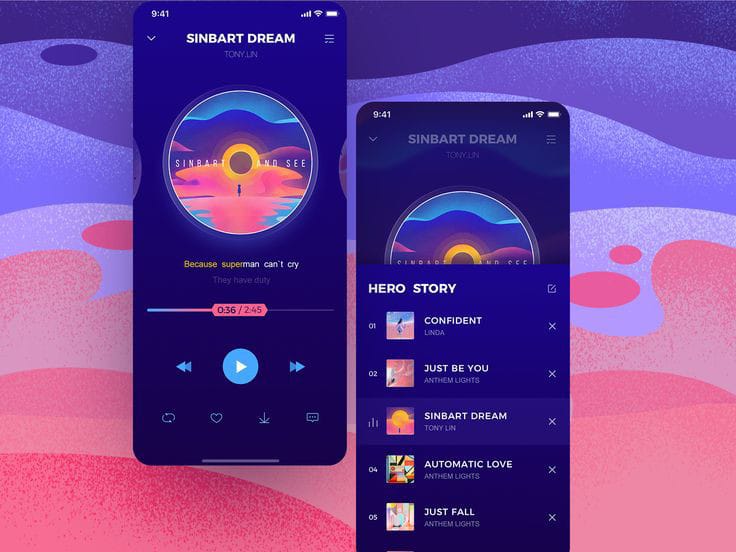 9:41
SINBART DREAM
TONY.LIN
SINBART AND SEE
Because superman can`t cry
They have duty
0:36 / 2:45
9:41
SINBART DREAM
TONY.LIN
SINBART AND SEE
HERO STORY
01 CONFIDENT
LINDA
02 JUST BE YOU
ANTHEM LIGHTS
SINBART DREAM
TONY LIN
04 AUTOMATIC LOVE
ANTHEM LIGHTS
05 JUST FALL
ANTHEM LIGHTS